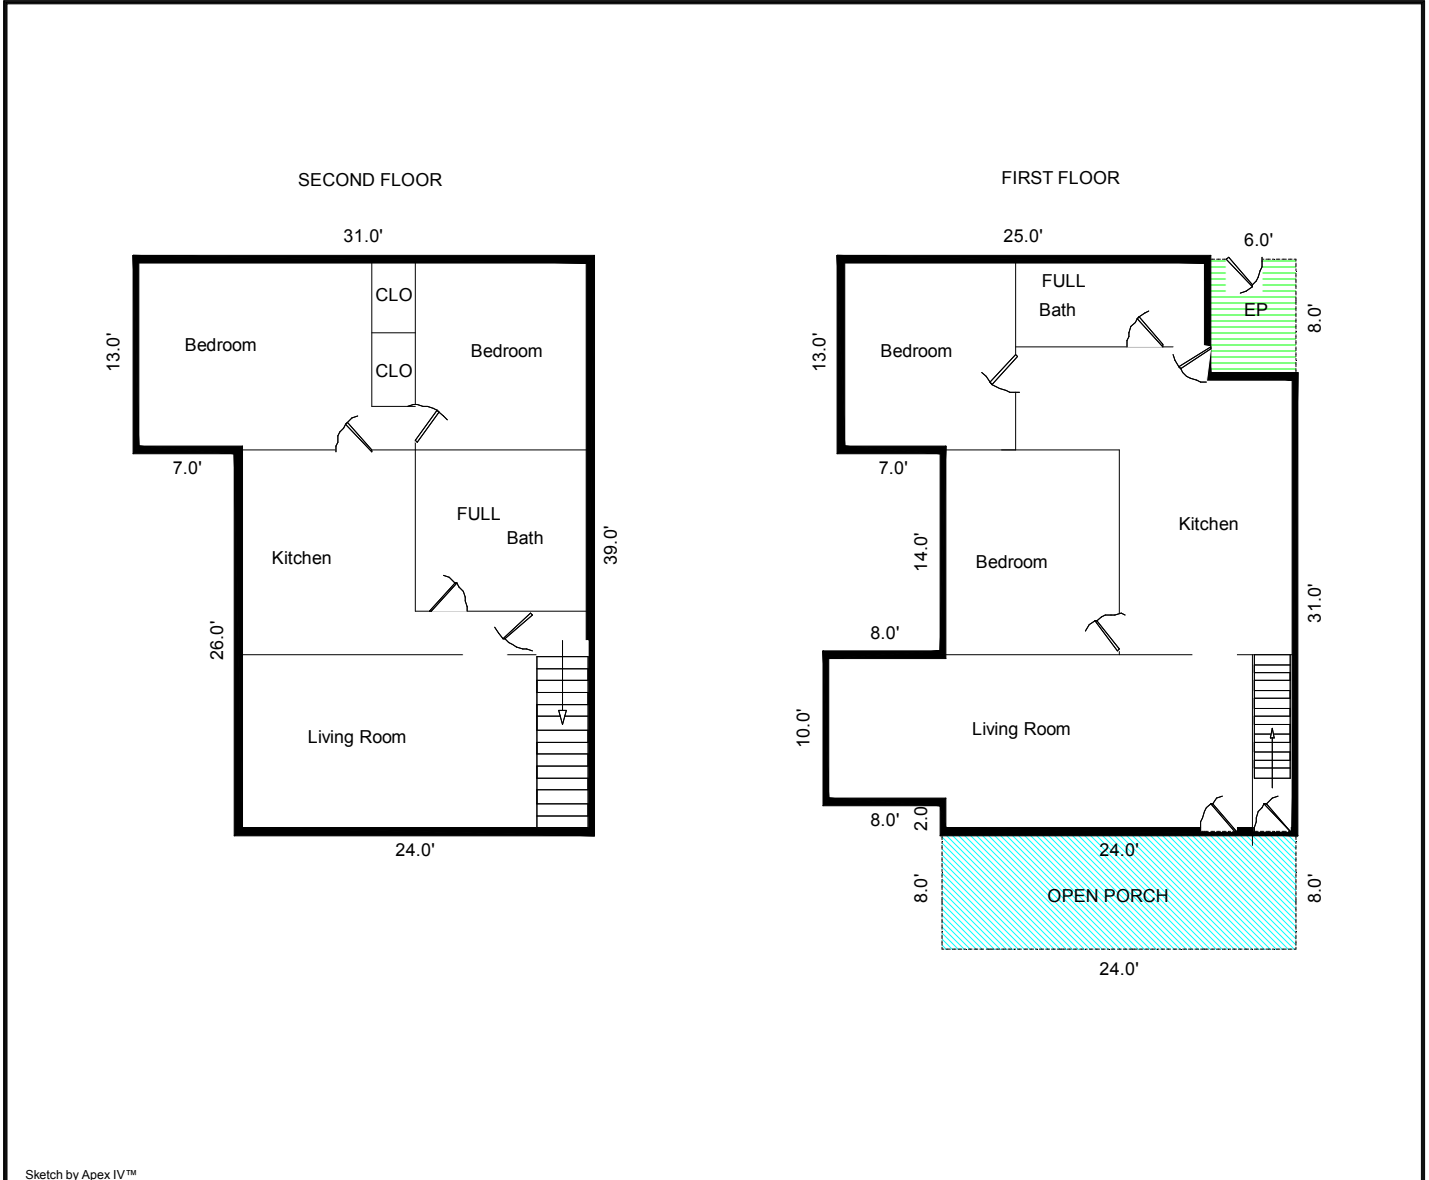 SECOND FLOOR
31.0'
CLO
13.0'
Bedroom
Bedroom
CLO
7.0'
FULL
Bath
39.0'
Kitchen
26.0'
Living Room
24.0'
FIRST FLOOR
25.0'
6.0'
FULL
Bath
EP
8.0'
13.0'
Bedroom
7.0'
Kitchen
14.0'
Bedroom
31.0'
8.0'
10.0'
Living Room
8.0'
2.0
24.0'
8.0'
OPEN PORCH
8.0'
24.0'
Sketch by Apex IV™